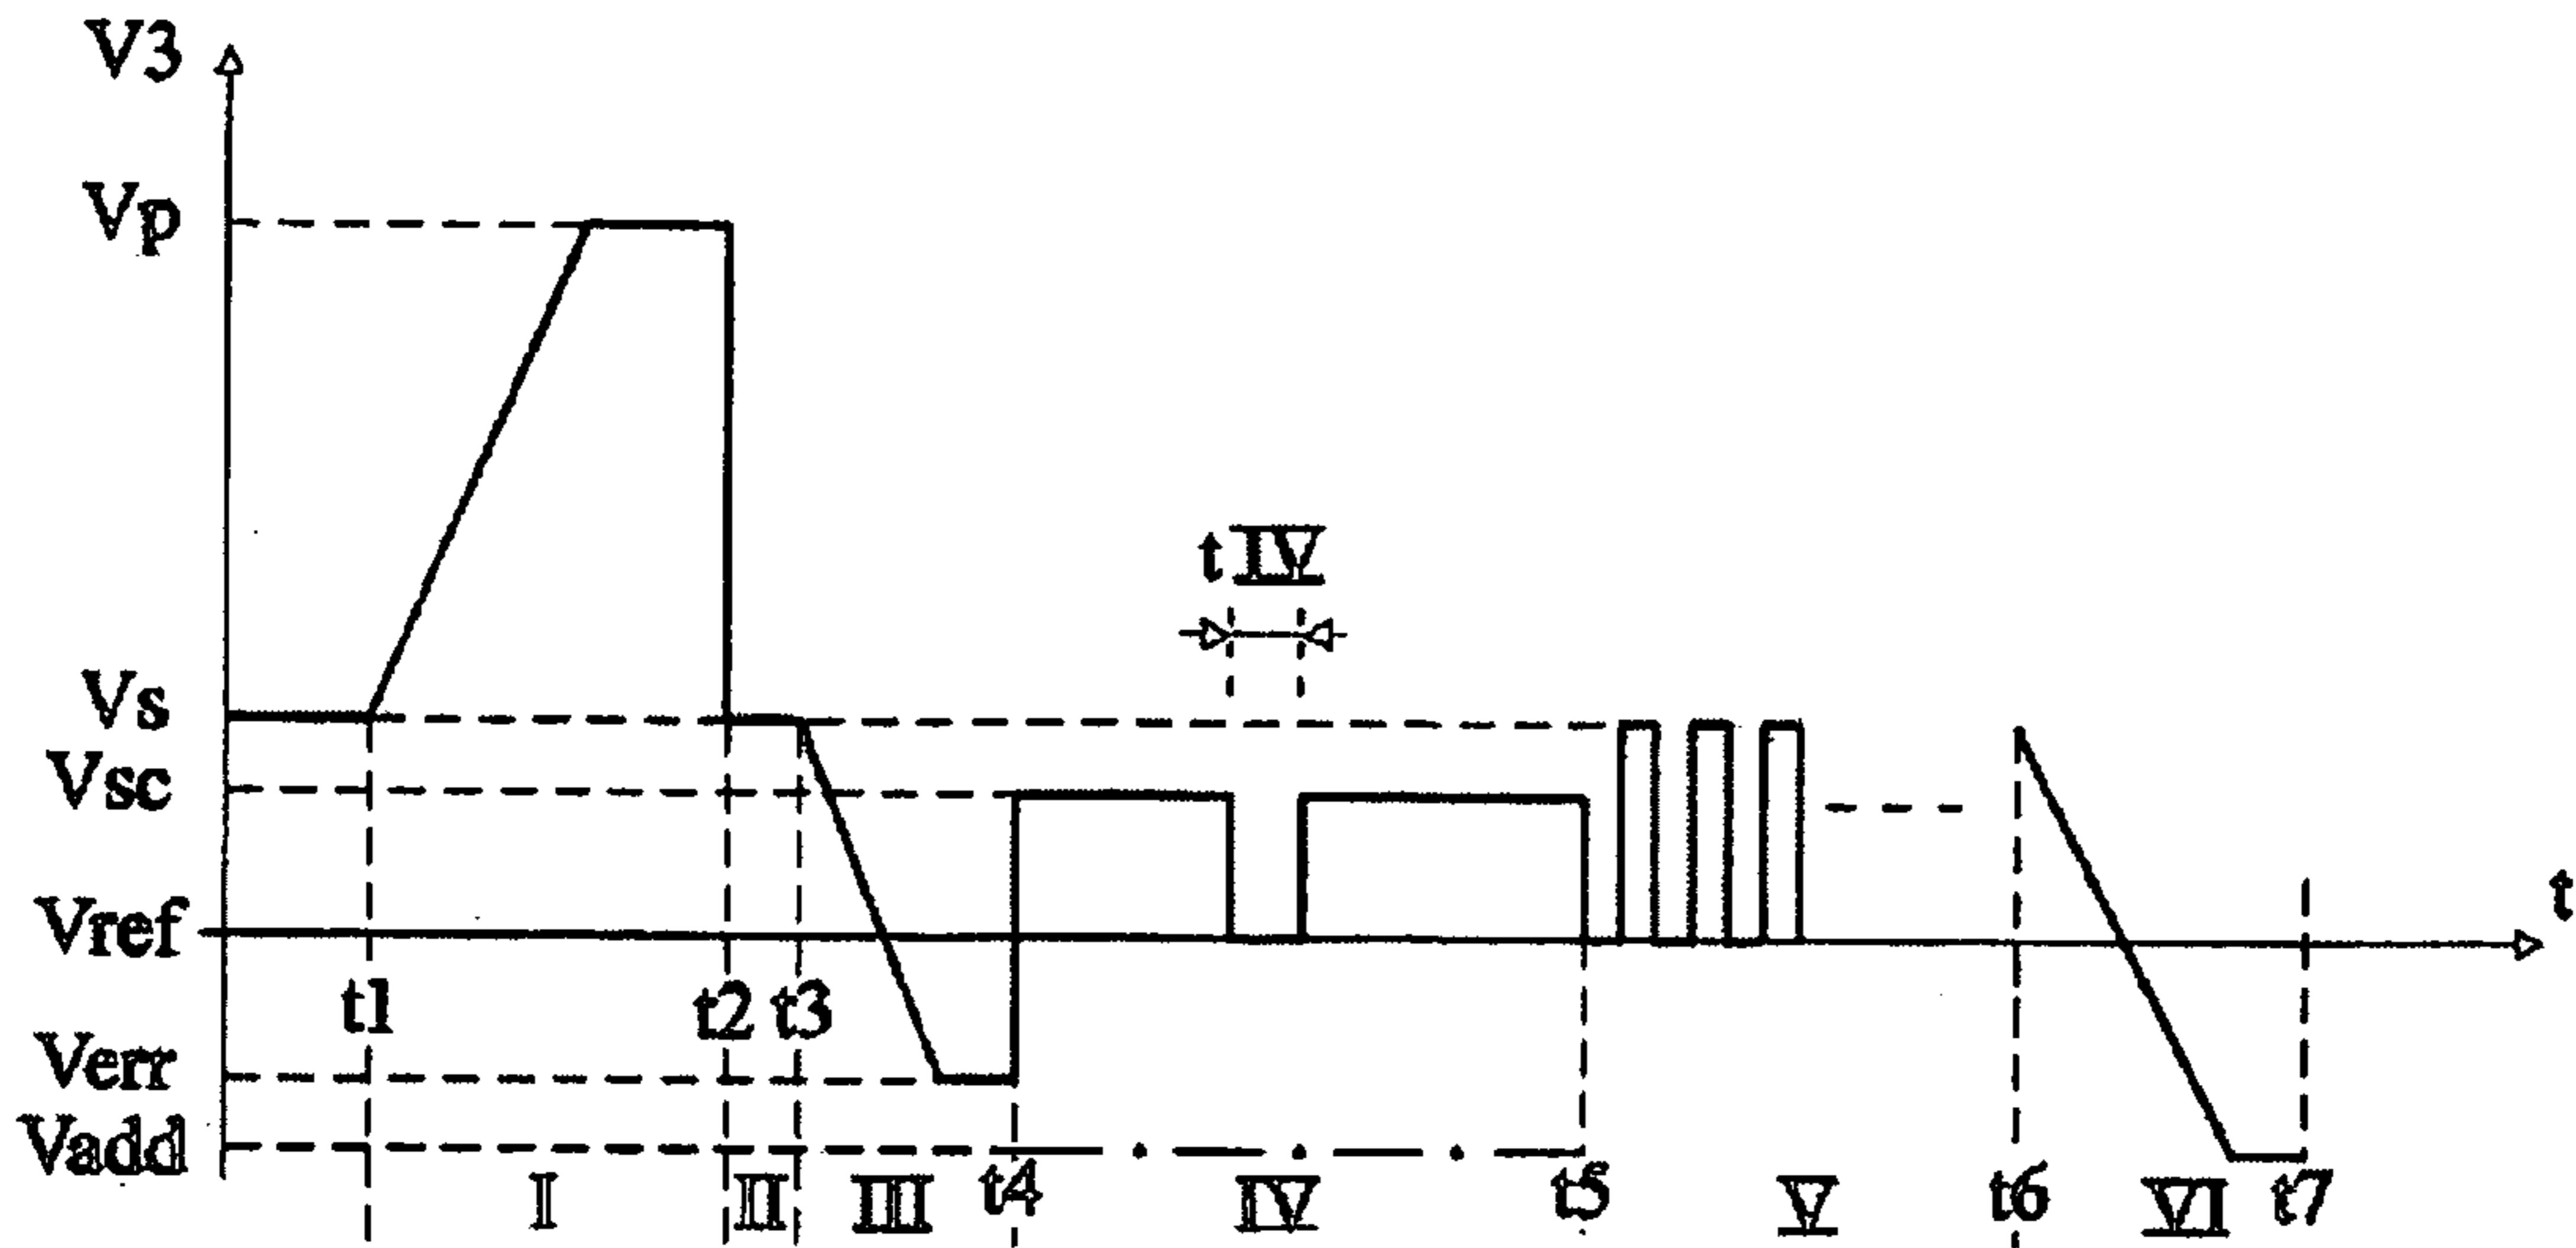 V3
Vp
t IV
Vs
Vsc
t
Vref
t1
t2 t3
Verr
Vadd
I II III t4 IV t5 V t6 VI t7